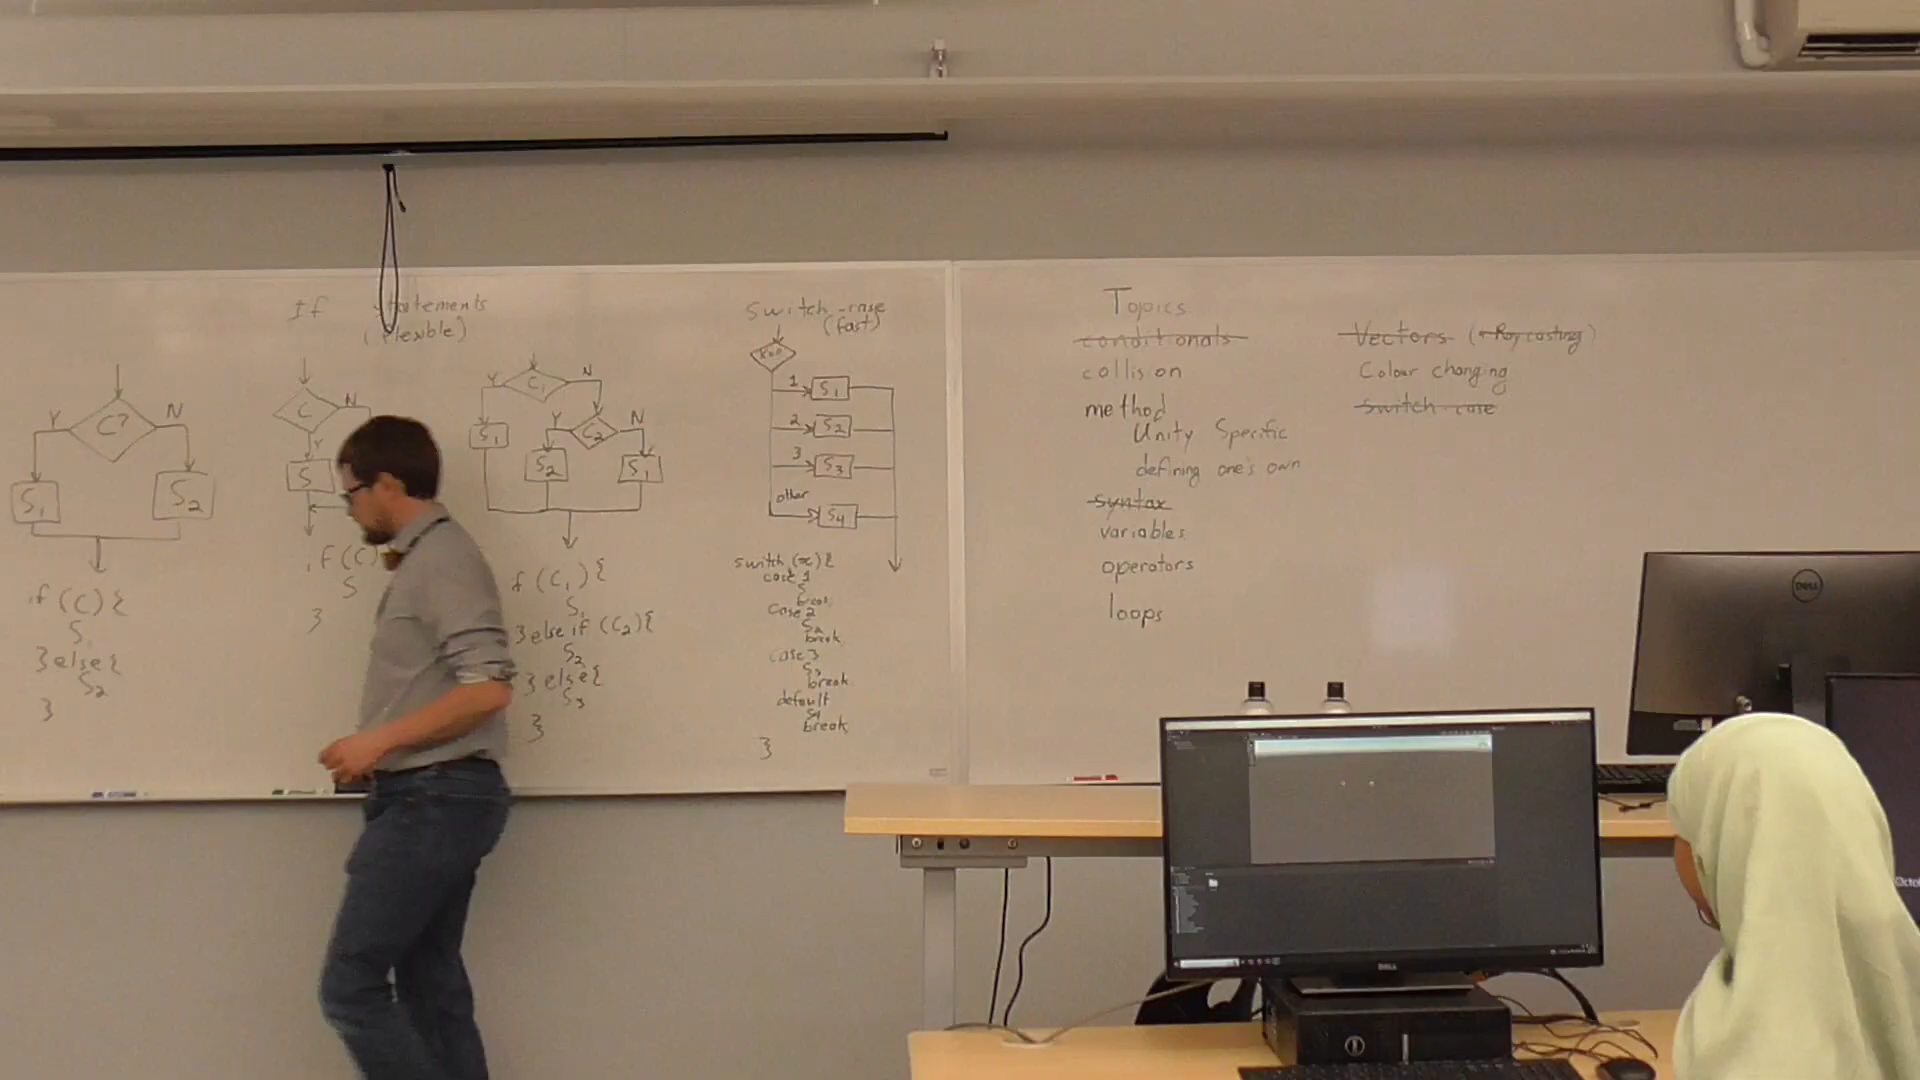 If statements
(flexible)
C?
Y
N
S1
S2
if (C) {
S1
} else {
S2
}
C
N
Y
S
if (C)
S
}
C1
Y
N
S1
C2
Y
N
S2
S1
if (C1) {
S1
} else if (C2) {
S2
} else {
S3
}
}
Switch-case
(fast)
1
S1
2
S2
3
S3
other
S4
switch (x) {
case 1
S1
break
case 2
S2
break
case 3
S3
break
default
S4
break
}
Topics
conditionals
collision
method
Unity Specific
defining one's own
syntax
variables
operators
loops
Vectors (Raycasting)
Colour changing
switch-case
DELL
DELL